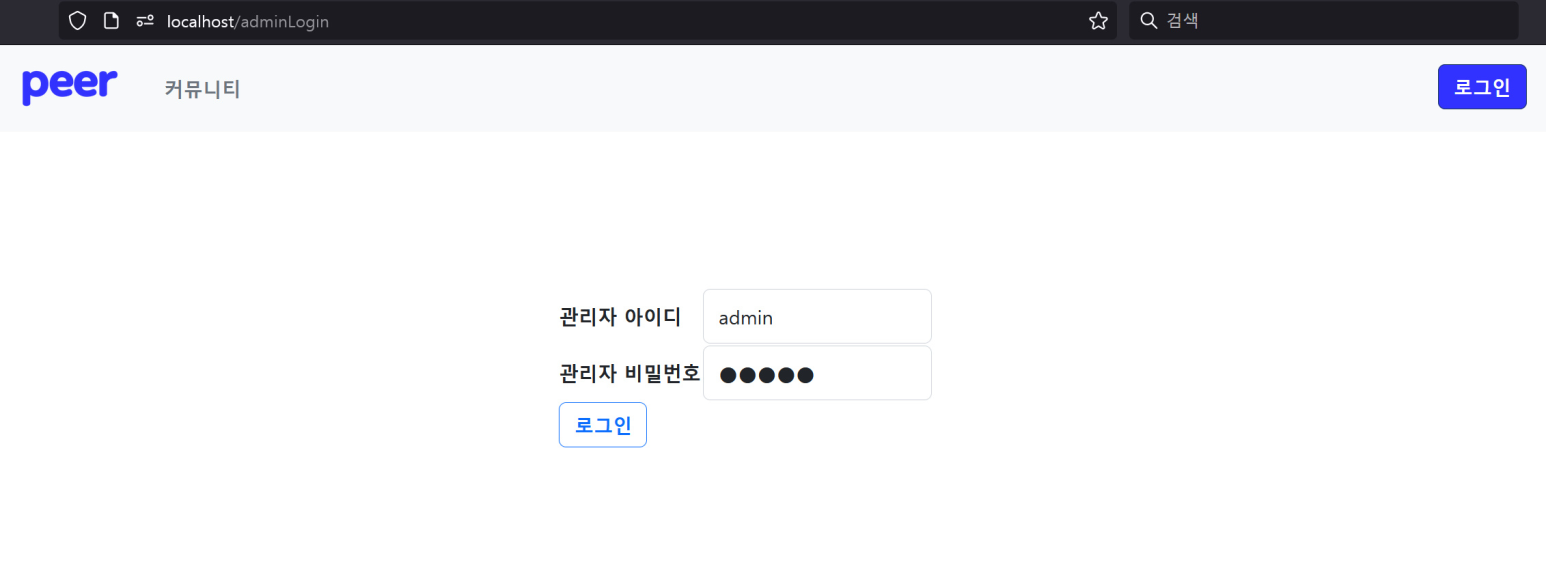 localhost/adminLogin 검색
peer 커뮤니티 로그인
관리자 아이디 admin
관리자 비밀번호 ●●●●●
로그인